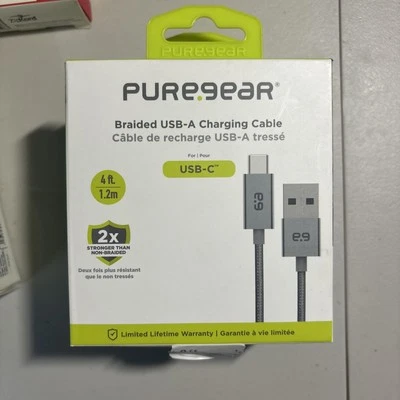 PUREGEAR
Braided USB-A Charging Cable
Câble de recharge USB-A tressé
For | Pour
USB-C™
4 ft.
1.2m
2x
STRONGER THAN
NON-BRAIDED
Deux fois plus résistant
que le non tressés
Limited Lifetime Warranty | Garantie à vie limitée